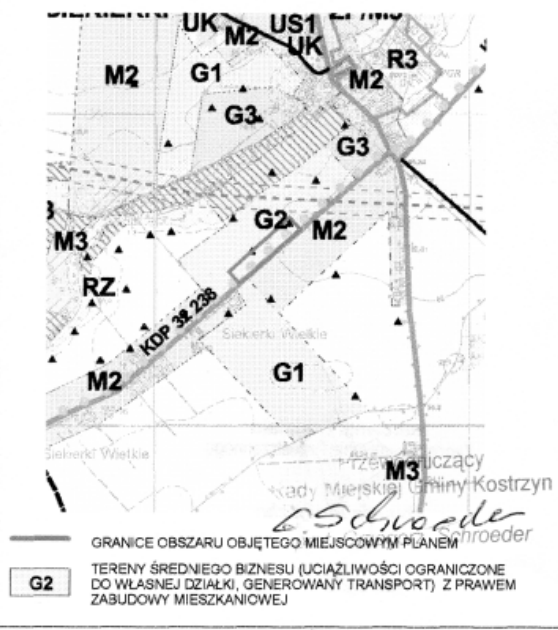 UK
US1
UK
M2
R3
M2
G1
M2
G3
G3
G2
M2
M3
RZ
KDP 32 238
Siekierki Wielkie
M2
G1
Siekierki Wielkie
M3
Przewodniczący
Rady Miejskiej Gminy Kostrzyn
Schroeder
GRANICE OBSZARU OBJĘTEGO MIEJSCOWYM PLANEM
G2
TERENY ŚREDNIEGO BIZNESU (UCIĄŻLIWOŚCI OGRANICZONE
DO WŁASNEJ DZIAŁKI, GENEROWANY TRANSPORT) Z PRAWEM
ZABUDOWY MIESZKANIOWEJ